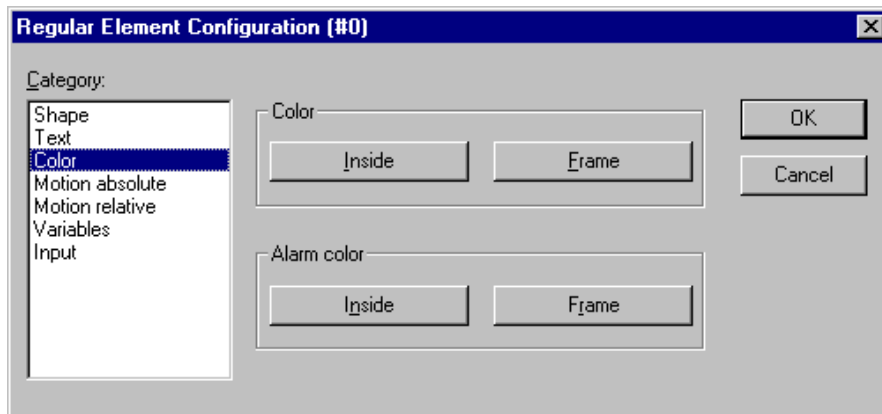 Regular Element Configuration (#0)
Category:
Shape
Text
Color
Motion absolute
Motion relative
Variables
Input
Color
Inside Frame
Alarm color
Inside Frame
OK
Cancel